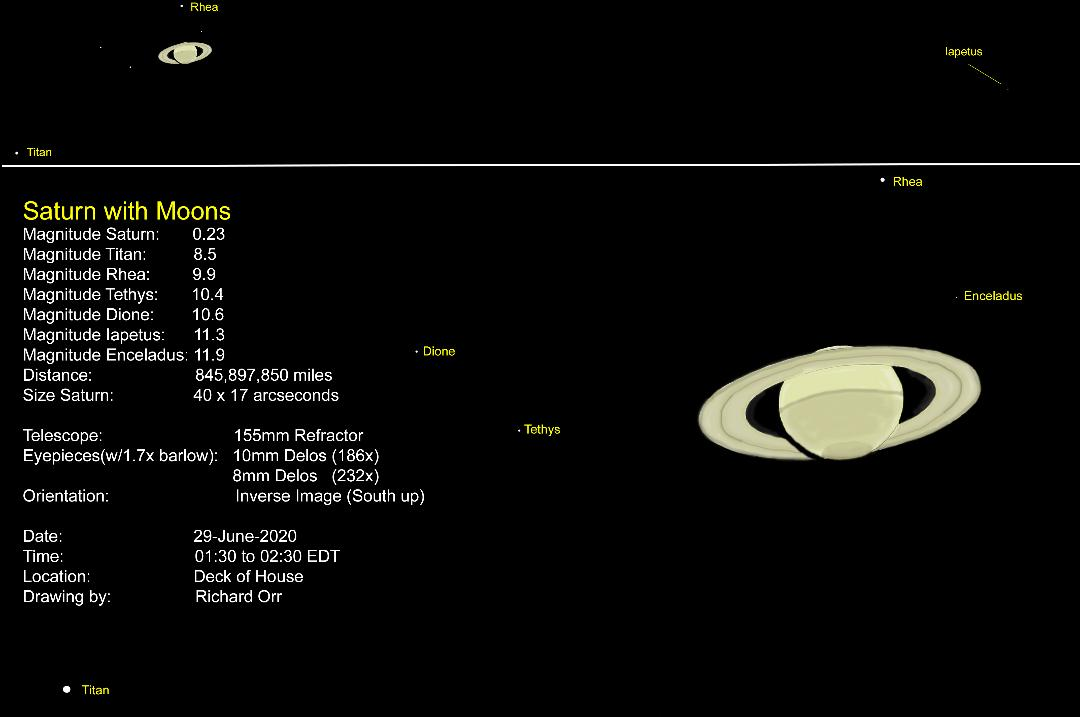 Rhea
Iapetus
Titan
Rhea
Saturn with Moons
Magnitude Saturn: 0.23
Magnitude Titan: 8.5
Magnitude Rhea: 9.9
Magnitude Tethys: 10.4
Enceladus
Magnitude Dione: 10.6
Magnitude Iapetus: 11.3
Magnitude Enceladus: 11.9
Dione
Distance: 845,897,850 miles
Size Saturn: 40 x 17 arcseconds
Tethys
Telescope: 155mm Refractor
Eyepieces(w/1.7x barlow): 10mm Delos (186x)
8mm Delos (232x)
Orientation: Inverse Image (South up)
Date: 29-June-2020
Time: 01:30 to 02:30 EDT
Location: Deck of House
Drawing by: Richard Orr
Titan